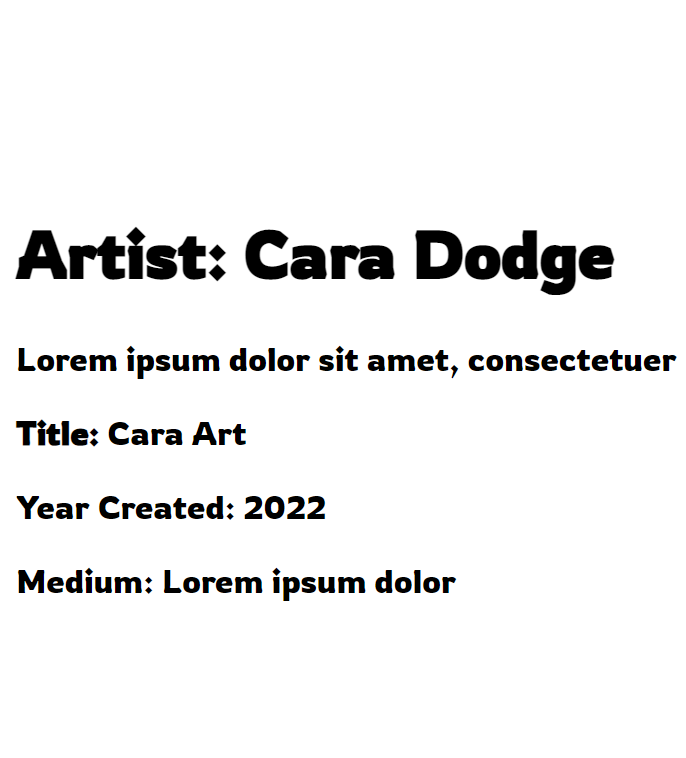 Artist: Cara Dodge
Lorem ipsum dolor sit amet, consectetuer
Title: Cara Art
Year Created: 2022
Medium: Lorem ipsum dolor